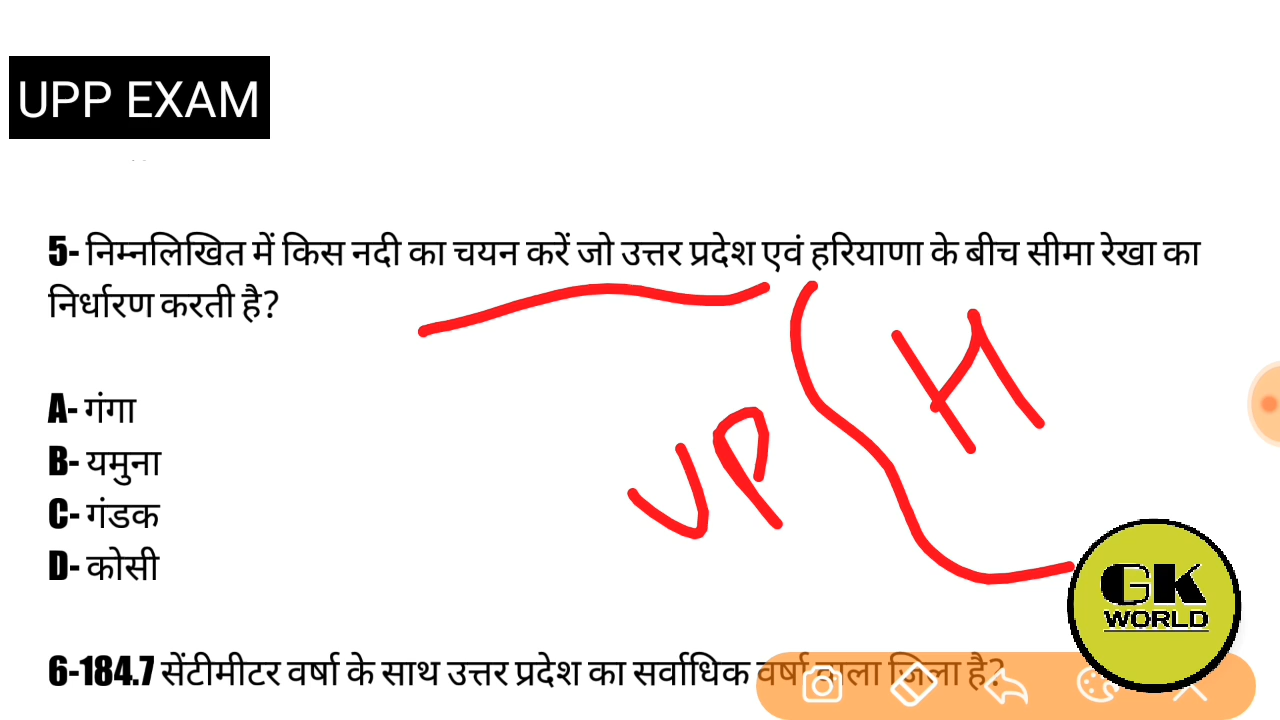 UPP EXAM
5- निम्नलिखित में किस नदी का चयन करें जो उत्तर प्रदेश एवं हरियाणा के बीच सीमा रेखा का
निर्धारण करती है?
H
UP
A- गंगा
B- यमुना
C- गंडक
D- कोसी
GK
WORLD
6-184.7 सेंटीमीटर वर्षा के साथ उत्तर प्रदेश का सर्वाधिक वर्षा वाला जिला है?